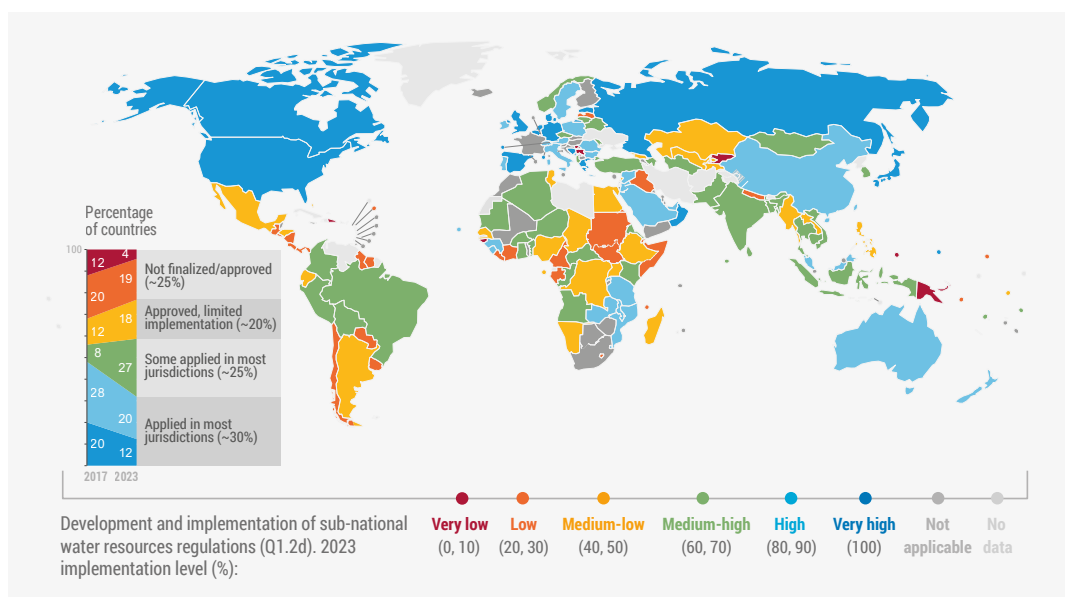 Percentage
of countries
100
12
4
20
19
12
18
8
27
28
20
20
12
2017 2023
Not finalized/approved
(~25%)
Approved, limited
implementation (~20%)
Some applied in most
jurisdictions (~25%)
Applied in most
jurisdictions (~30%)
Development and implementation of sub-national
water resources regulations (Q1.2d). 2023
implementation level (%):
Very low
(0, 10)
Low
(20, 30)
Medium-low
(40, 50)
Medium-high
(60, 70)
High
(80, 90)
Very high
(100)
Not
applicable
No
data